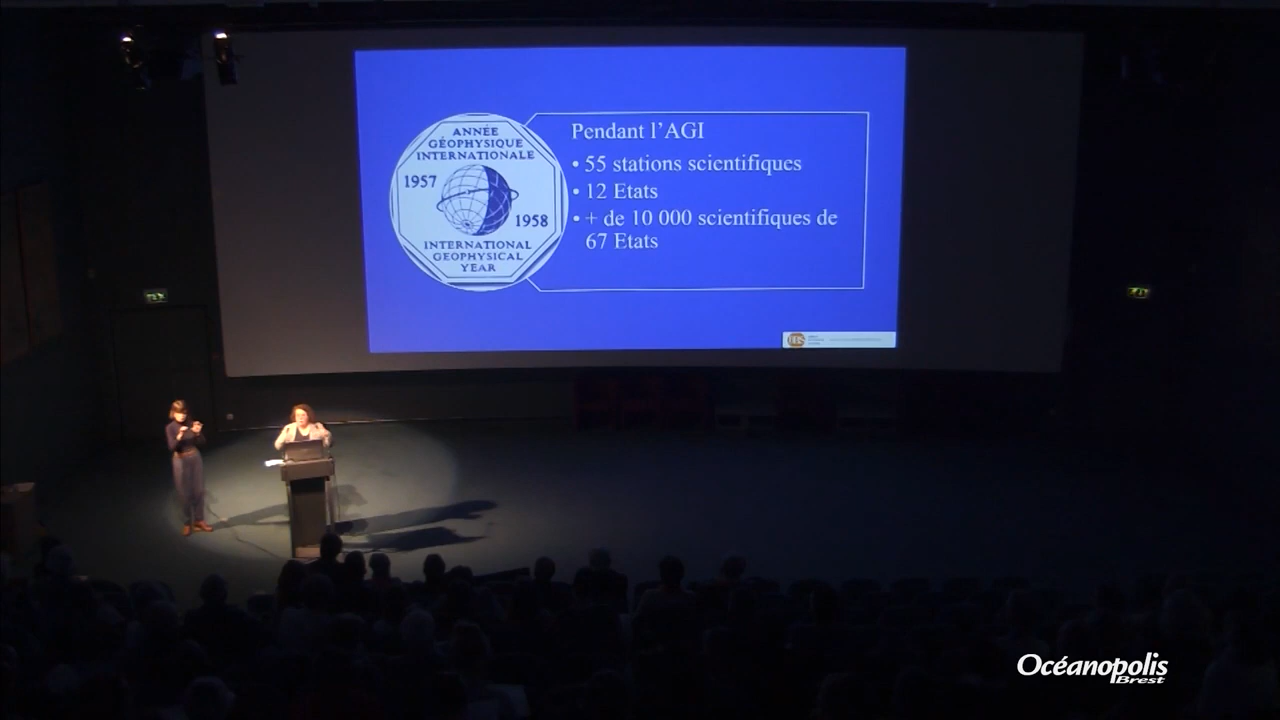 ANNÉE
GÉOPHYSIQUE
INTERNATIONALE
1957
1958
INTERNATIONAL
GEOPHYSICAL
YEAR
Pendant l'AGI
• 55 stations scientifiques
• 12 Etats
• + de 10 000 scientifiques de
67 Etats
Océanopolis
Brest